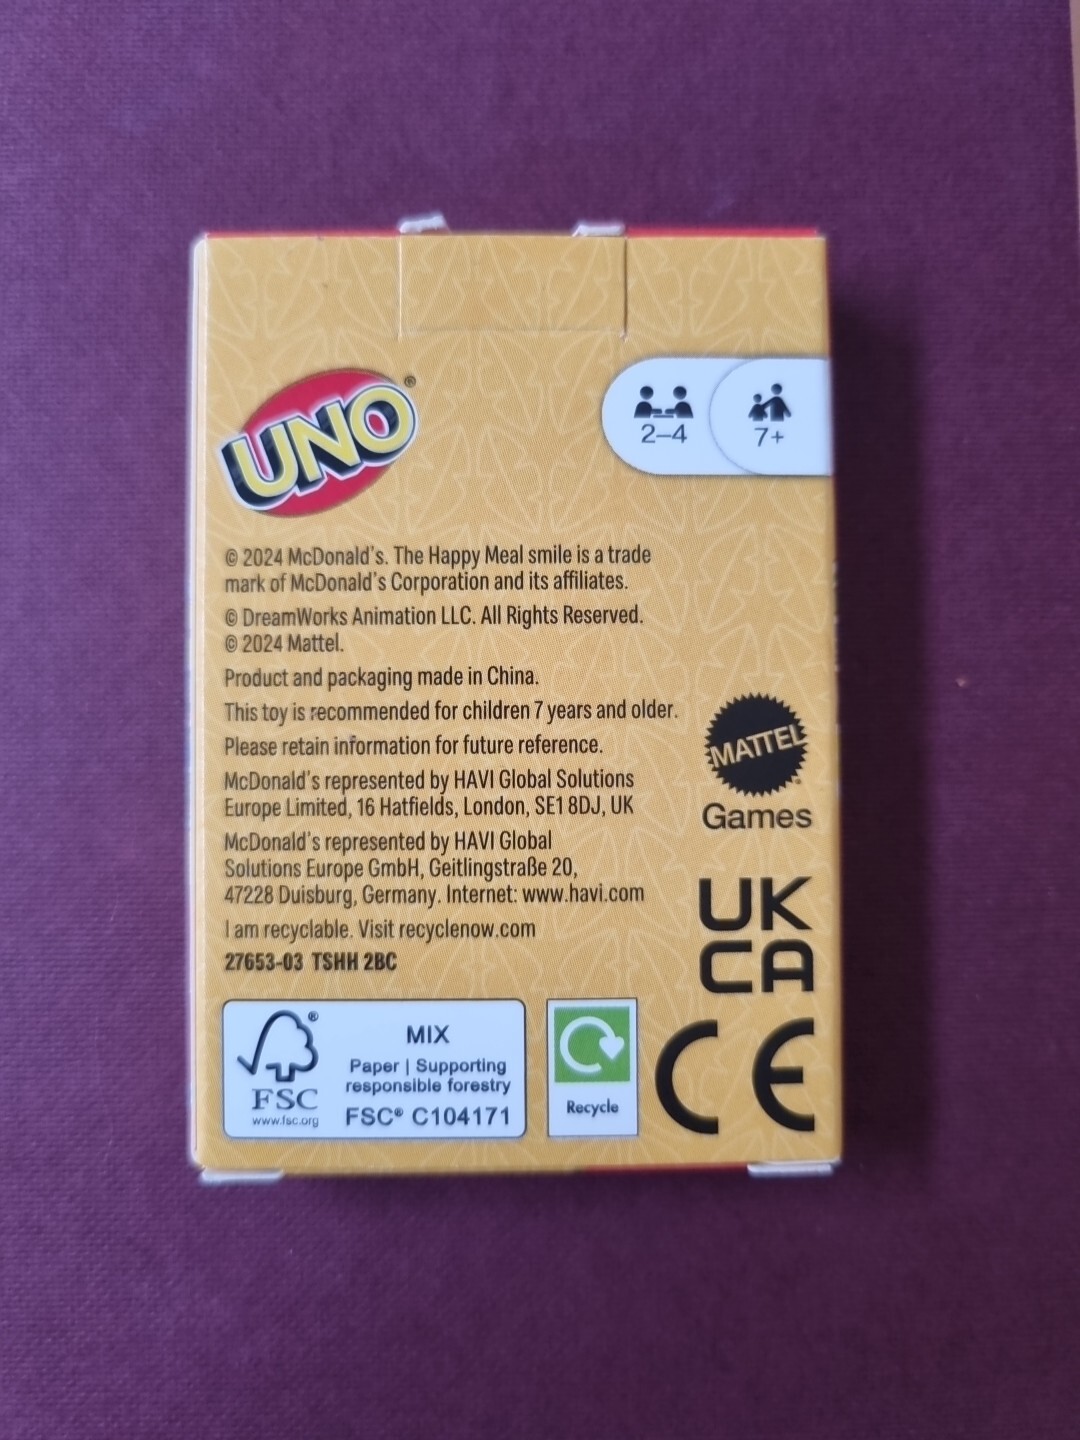 UNO®
2–4
7+
© 2024 McDonald's. The Happy Meal smile is a trade
mark of McDonald's Corporation and its affiliates.
© DreamWorks Animation LLC. All Rights Reserved.
© 2024 Mattel.
Product and packaging made in China.
This toy is recommended for children 7 years and older.
Please retain information for future reference.
McDonald's represented by HAVI Global Solutions
Europe Limited, 16 Hatfields, London, SE1 8DJ, UK
McDonald's represented by HAVI Global
Solutions Europe GmbH, Geitlingstraße 20,
47228 Duisburg, Germany. Internet: www.havi.com
I am recyclable. Visit recyclenow.com
27653-03 TSHH 2BC
MATTEL
Games
UK
CA
CE
®
FSC
www.fsc.org
MIX
Paper | Supporting
responsible forestry
FSC® C104171
Recycle